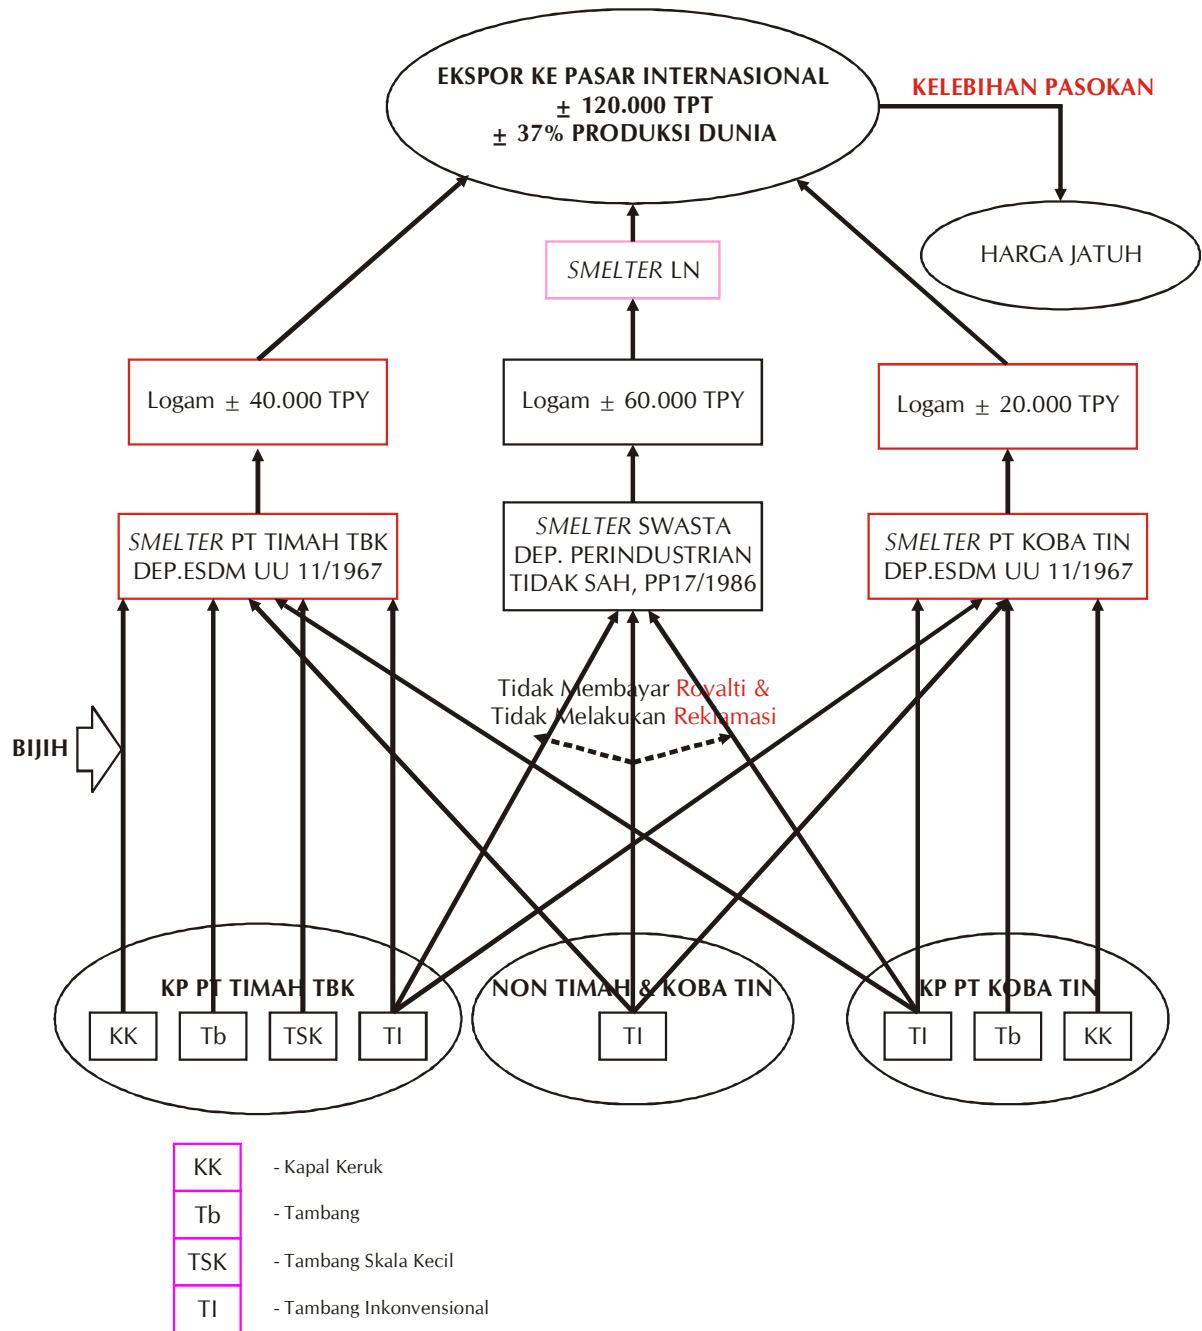 EKSPOR KE PASAR INTERNASIONAL
± 120.000 TPT
± 37% PRODUKSI DUNIA
KELEBIHAN PASOKAN
HARGA JATUH
SMELTER LN
Logam ± 40.000 TPY
Logam ± 60.000 TPY
Logam ± 20.000 TPY
SMELTER PT TIMAH TBK
DEP.ESDM UU 11/1967
SMELTER SWASTA
DEP. PERINDUSTRIAN
TIDAK SAH, PP17/1986
SMELTER PT KOBA TIN
DEP.ESDM UU 11/1967
Tidak Membayar Royalti &
Tidak Melakukan Reklamasi
BIJIH
KP PT TIMAH TBK
KK
Tb
TSK
TI
NON TIMAH & KOBA TIN
TI
KP PT KOBA TIN
TI
Tb
KK
KK - Kapal Keruk
Tb - Tambang
TSK - Tambang Skala Kecil
TI - Tambang Inkonvensional